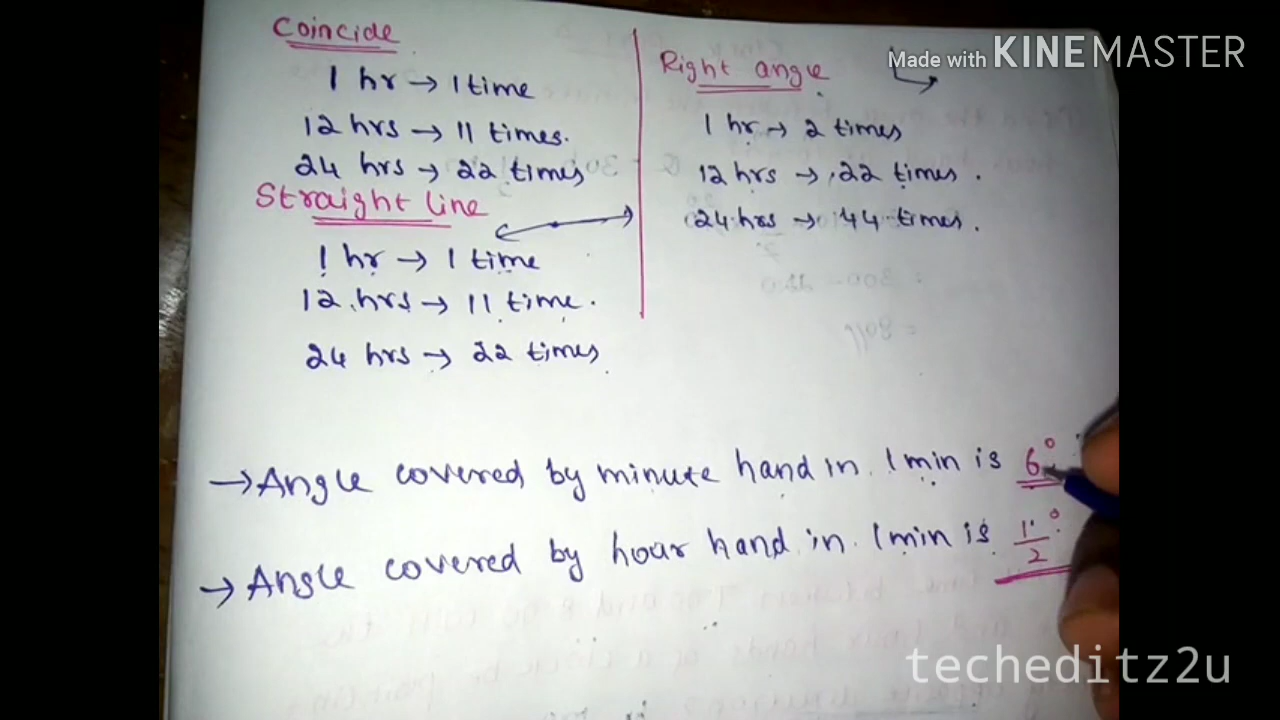 Coincide
1 hr → 1 time
12 hrs → 11 times.
24 hrs → 22 times
Straight line
1 hr → 1 time
12 hrs → 11 time.
24 hrs → 22 times
Right angle
1 hr → 2 times
12 hrs → 22 times.
24 hrs → 44 times.
→ Angle covered by minute hand in 1 min is 6°
→ Angle covered by hour hand in 1 min is 1/2°
Made with KINEMASTER
techeditz2u